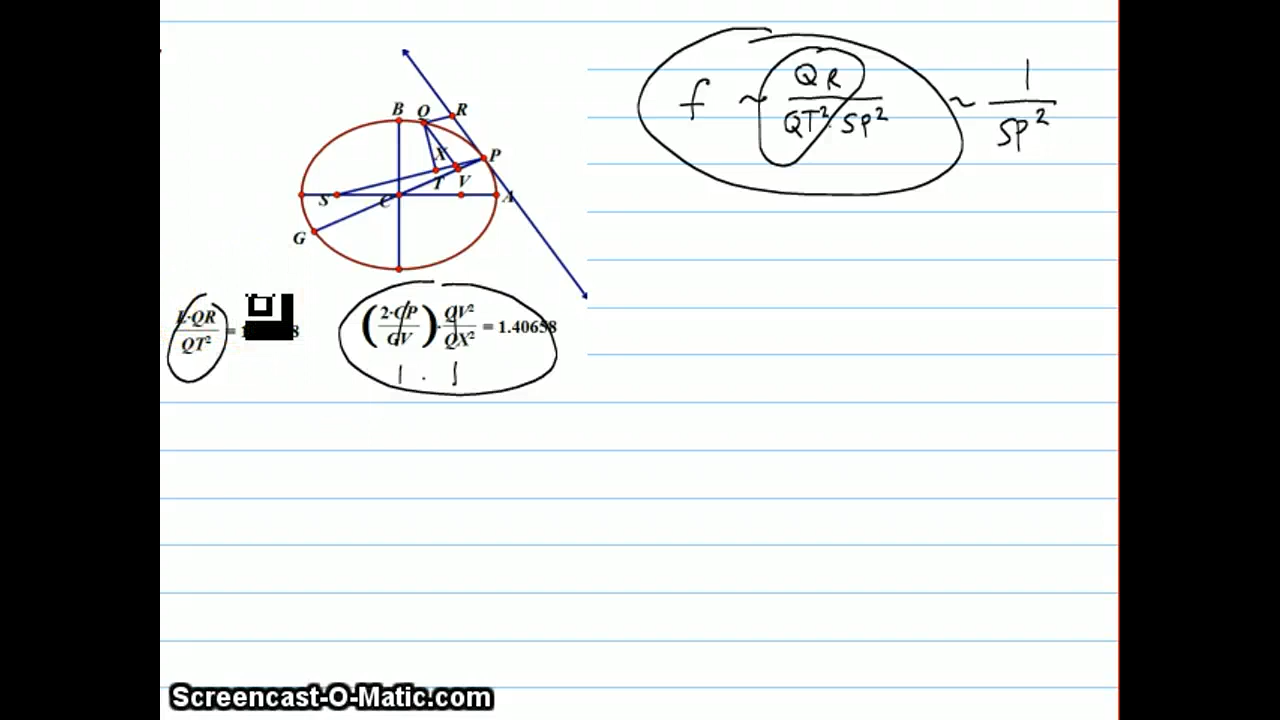 B Q R
X P
T V
S C A
G
f ~ QR / QT² · SP² ~ 1 / SP²
L·QR / QT² =
(2·CP / GV) · QV² / QX² = 1.40658
1 . 1
Screencast-O-Matic.com